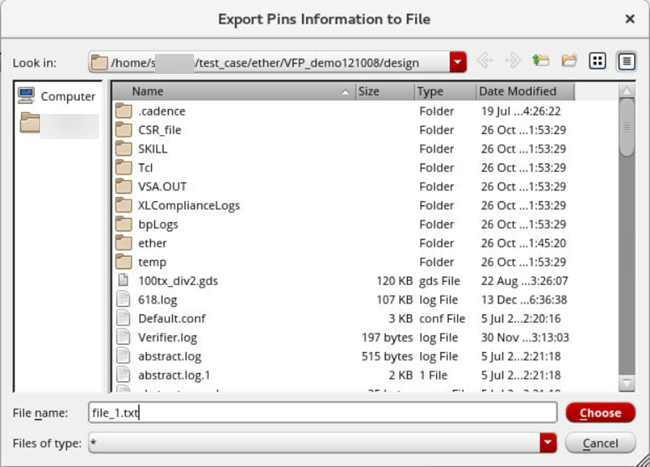 Export Pins Information to File
Look in: /home/s /test_case/ether/VFP_demo121008/design
Computer
Name Size Type Date Modified
.cadence Folder 19 Jul ...4:26:22
CSR_file Folder 26 Oct ...1:53:29
SKILL Folder 26 Oct ...1:53:29
Tcl Folder 26 Oct ...1:53:29
VSA.OUT Folder 26 Oct ...1:53:29
XLComplianceLogs Folder 26 Oct ...1:53:29
bpLogs Folder 26 Oct ...1:53:29
ether Folder 26 Oct ...1:45:20
temp Folder 26 Oct ...1:53:29
100tx_div2.gds 120 KB gds File 22 Aug ...3:26:07
618.log 107 KB log File 13 Dec ...6:36:38
Default.conf 3 KB conf File 5 Jul 2...2:20:16
Verifier.log 197 bytes log File 30 Nov ...3:13:03
abstract.log 515 bytes log File 5 Jul 2...2:21:18
abstract.log.1 2 KB 1 File 5 Jul 2...2:21:18
File name: file_1.txt Choose
Files of type: * Cancel